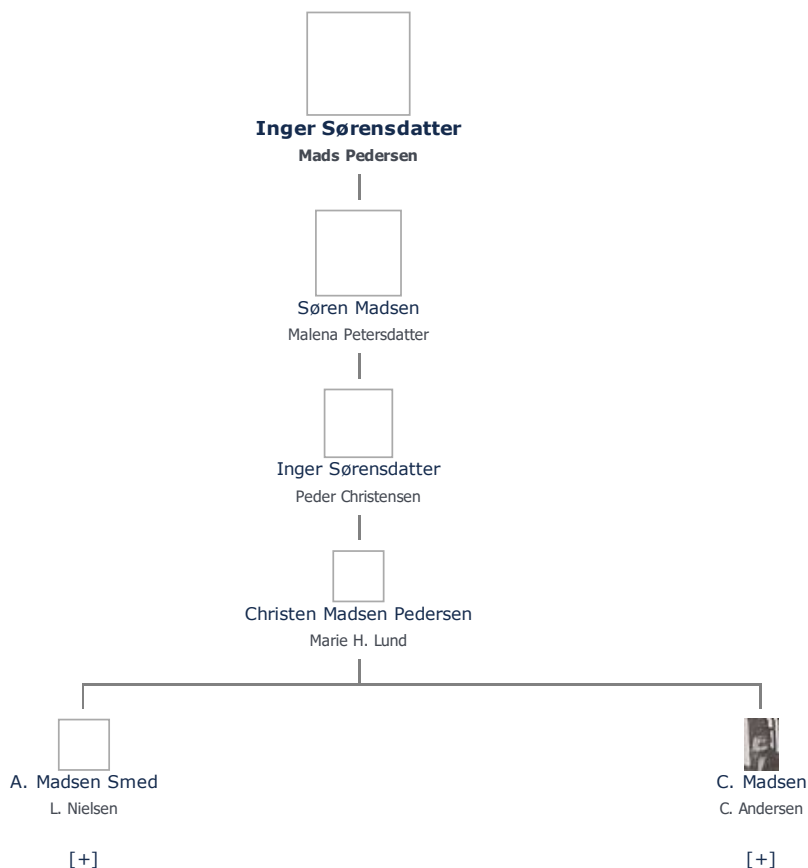 Inger Sørensdatter
Mads Pedersen
Søren Madsen
Malena Petersdatter
Inger Sørensdatter
Peder Christensen
Christen Madsen Pedersen
Marie H. Lund
A. Madsen Smed
L. Nielsen
[+]
C. Madsen
C. Andersen
[+]